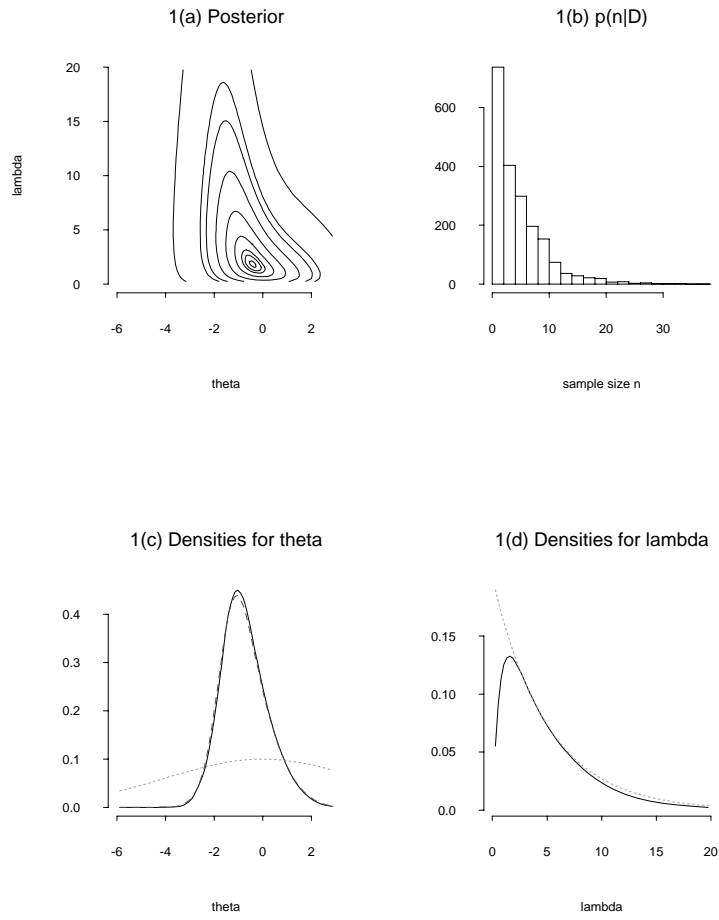 1(a) Posterior
lambda
20
15
10
5
0
-6 -4 -2 0 2
theta
1(b) p(n|D)
600
400
200
0
0 10 20 30
sample size n
1(c) Densities for theta
0.4
0.3
0.2
0.1
0.0
-6 -4 -2 0 2
theta
1(d) Densities for lambda
0.15
0.10
0.05
0.0
0 5 10 15 20
lambda